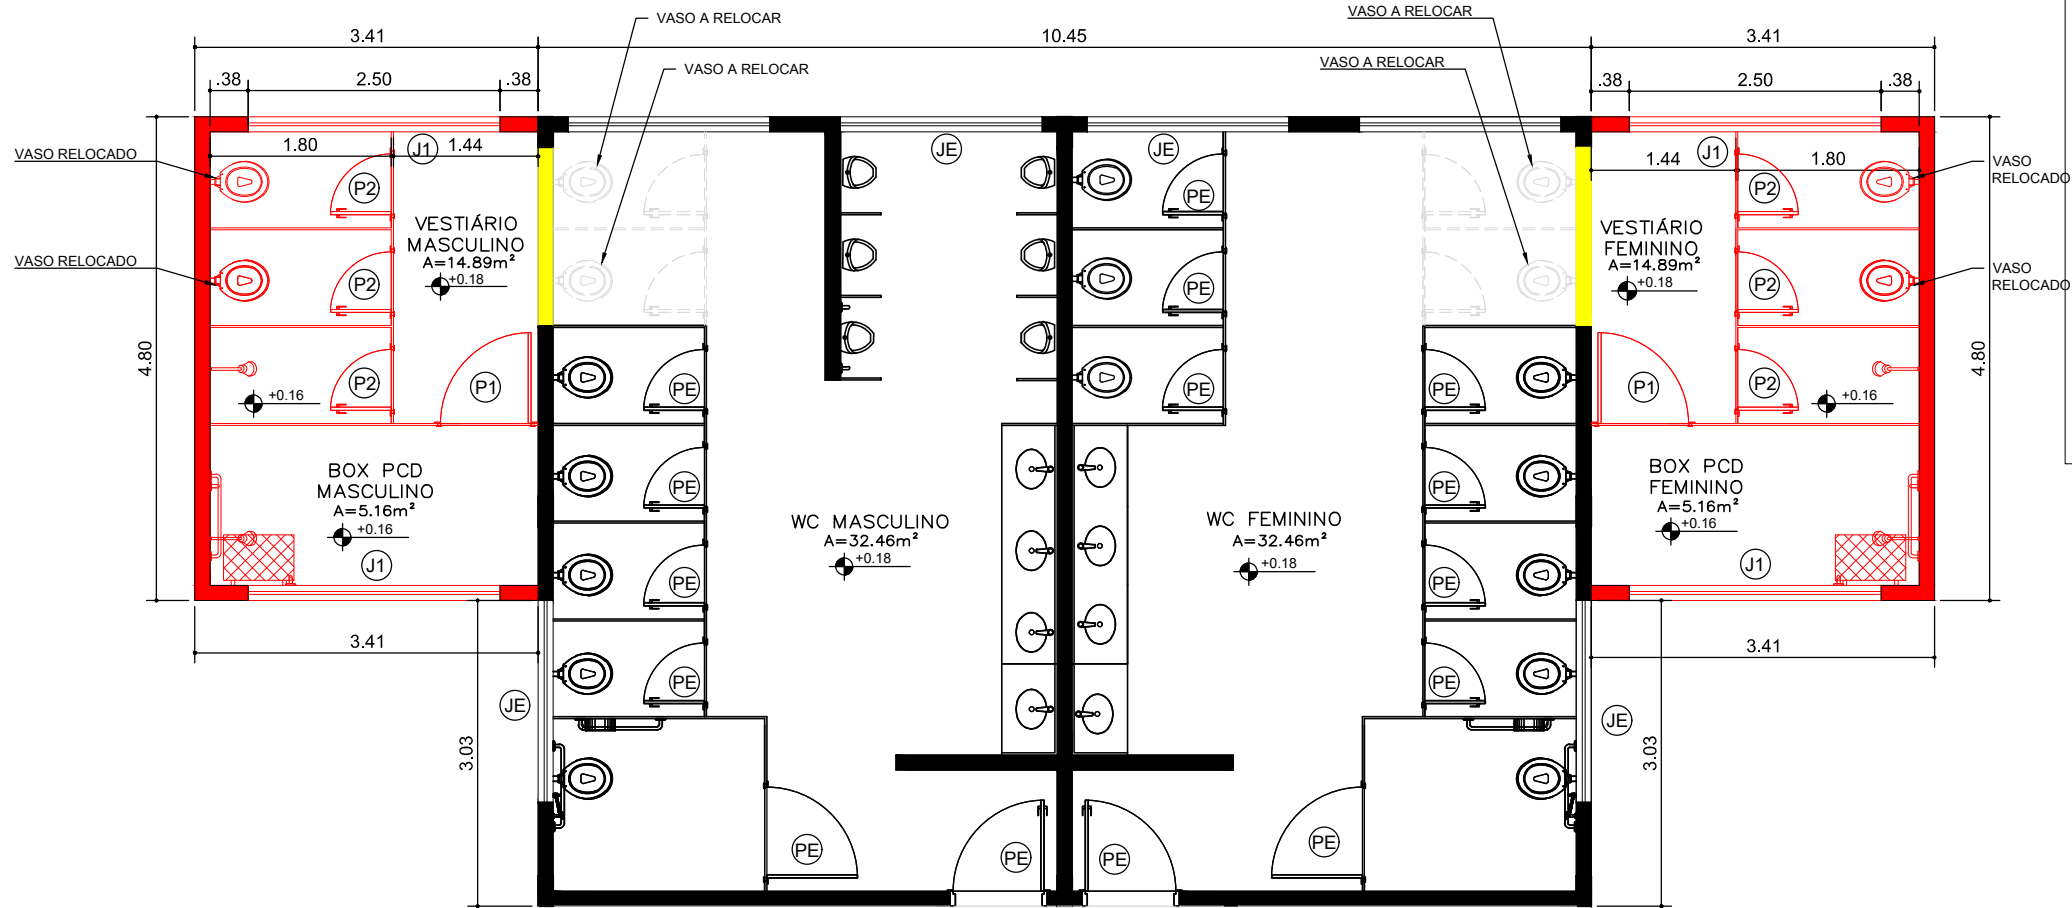 VASO A RELOCAR
VASO A RELOCAR
3.41
10.45
3.41
VASO A RELOCAR
VASO A RELOCAR
.38
2.50
.38
.38
2.50
.38
1.80
1.44
J1
JE
JE
J1
1.44
1.80
VASO RELOCADO
VASO RELOCADO
P2
P2
P2
P1
VESTIÁRIO
MASCULINO
A=14.89m²
+0.18
+0.16
4.80
BOX PCD
MASCULINO
A=5.16m²
+0.16
J1
3.41
JE
3.03
PE
PE
PE
PE
PE
PE
WC MASCULINO
A=32.46m²
+0.18
PE
PE
PE
WC FEMININO
A=32.46m²
+0.18
PE
PE
PE
PE
PE
PE
VESTIÁRIO
FEMININO
A=14.89m²
+0.18
P2
P2
P2
P1
+0.16
VASO
RELOCADO
VASO
RELOCADO
4.80
BOX PCD
FEMININO
A=5.16m²
+0.16
J1
3.41
JE
3.03